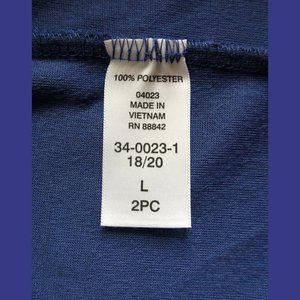 100% POLYESTER
04023
MADE IN
VIETNAM
RN 88842
34-0023-1
18/20
L
2PC